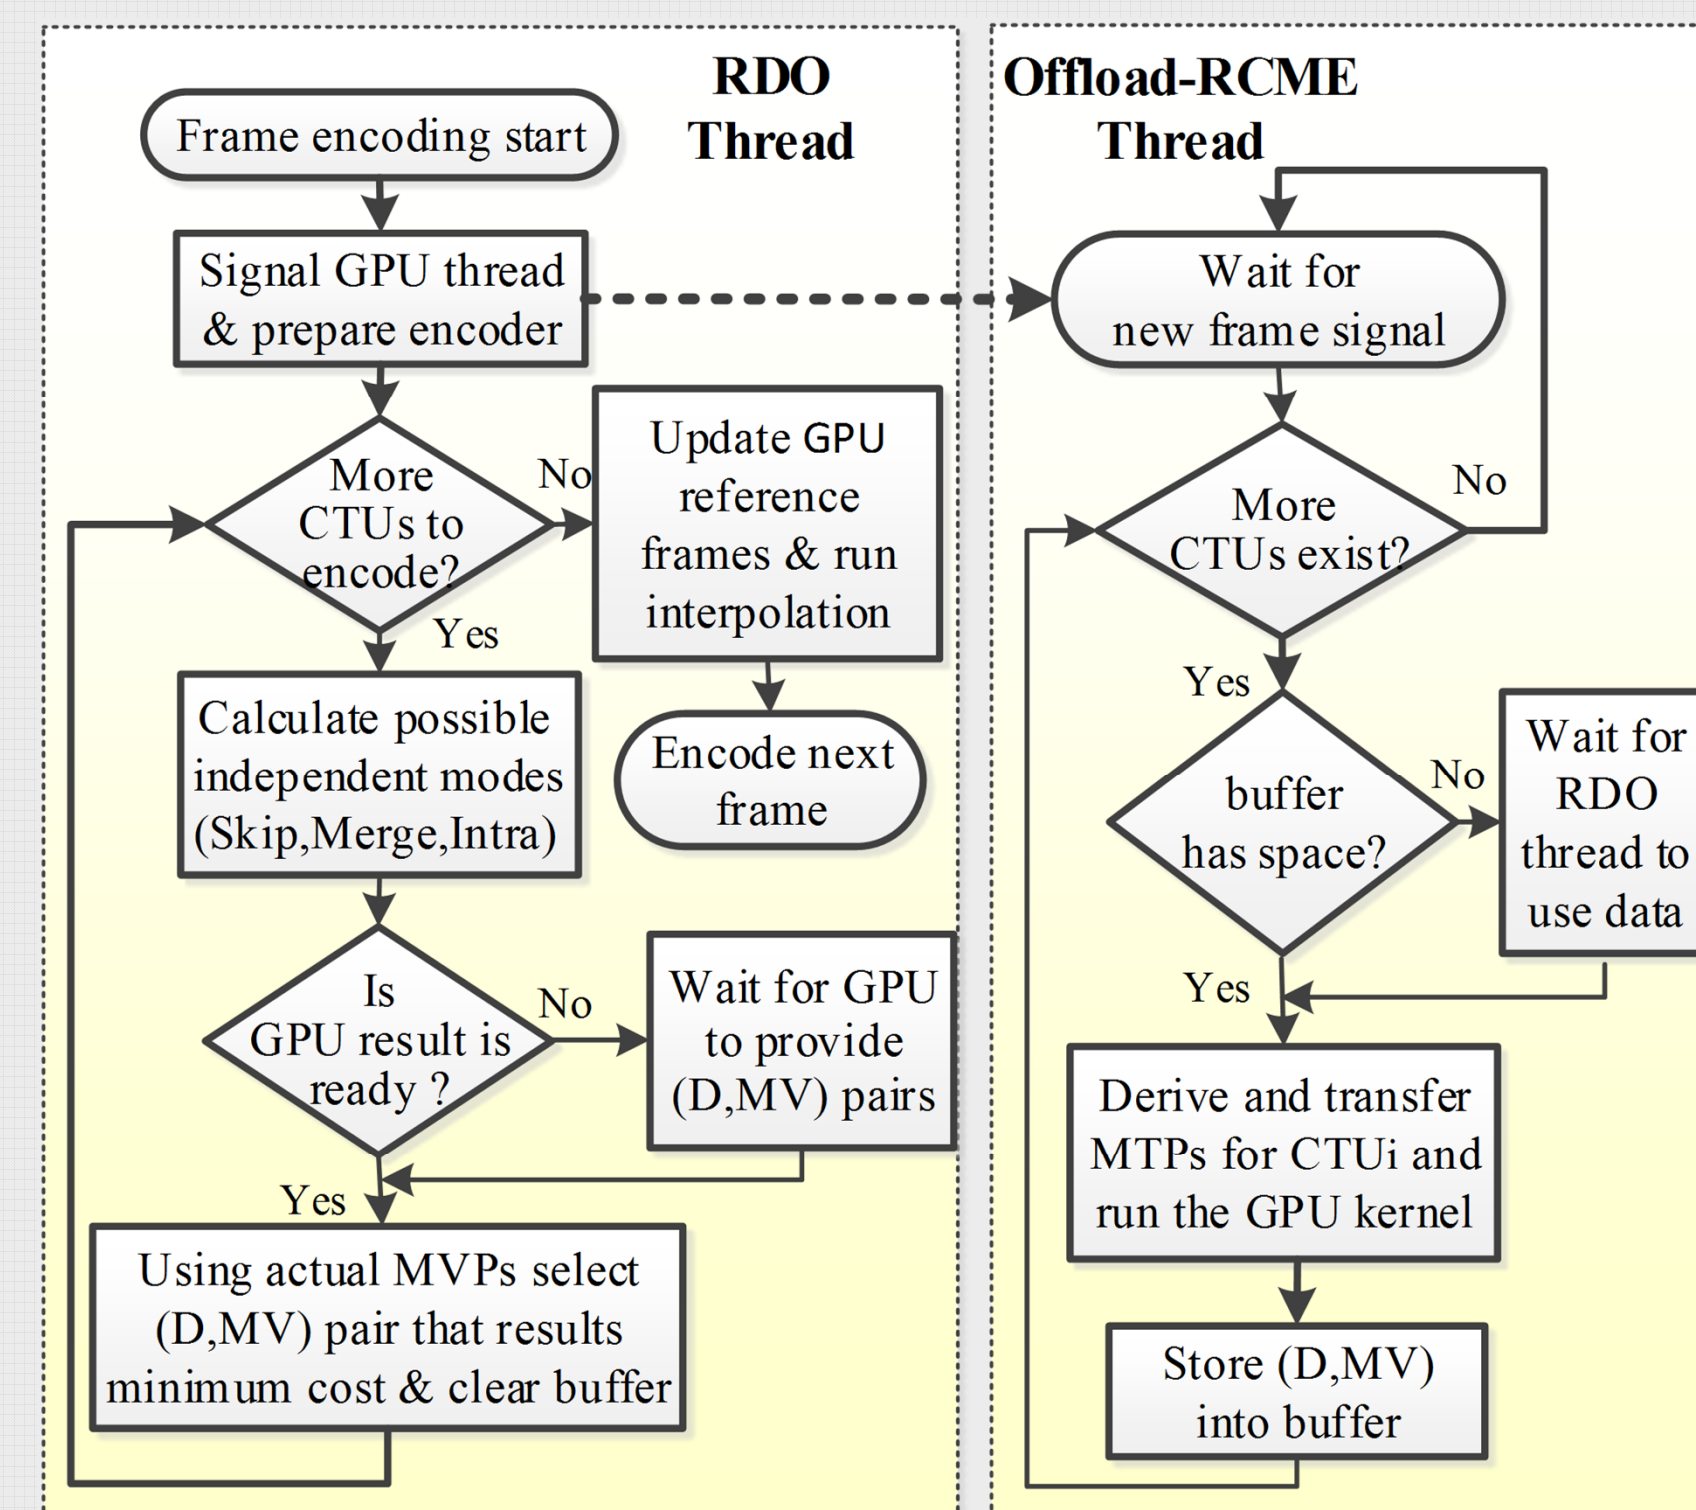 RDO
Thread
Frame encoding start
Signal GPU thread
& prepare encoder
More
CTUs to
encode?
No
Update GPU
reference
frames & run
interpolation
Encode next
frame
Yes
Calculate possible
independent modes
(Skip,Merge,Intra)
Is
GPU result is
ready ?
No
Wait for GPU
to provide
(D,MV) pairs
Yes
Using actual MVPs select
(D,MV) pair that results
minimum cost & clear buffer
Offload-RCME
Thread
Wait for
new frame signal
More
CTUs exist?
No
Yes
buffer
has space?
No
Wait for
RDO
thread to
use data
Yes
Derive and transfer
MTPs for CTUi and
run the GPU kernel
Store (D,MV)
into buffer